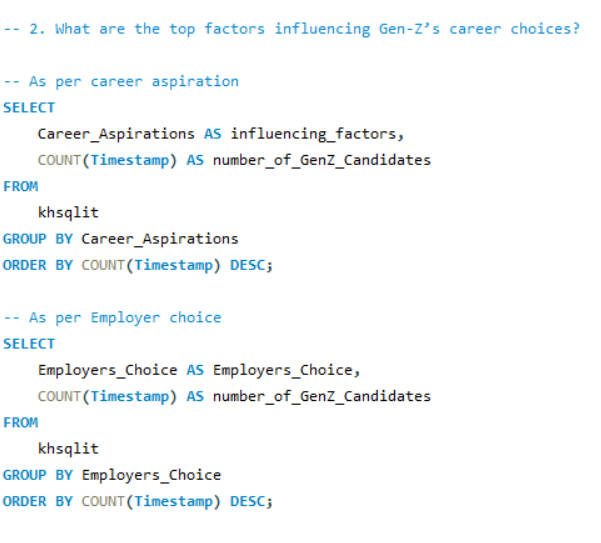 -- 2. What are the top factors influencing Gen-Z’s career choices?
-- As per career aspiration
SELECT
    Career_Aspirations AS influencing_factors,
    COUNT(Timestamp) AS number_of_GenZ_Candidates
FROM
    khsqlit
GROUP BY Career_Aspirations
ORDER BY COUNT(Timestamp) DESC;
-- As per Employer choice
SELECT
    Employers_Choice AS Employers_Choice,
    COUNT(Timestamp) AS number_of_GenZ_Candidates
FROM
    khsqlit
GROUP BY Employers_Choice
ORDER BY COUNT(Timestamp) DESC;